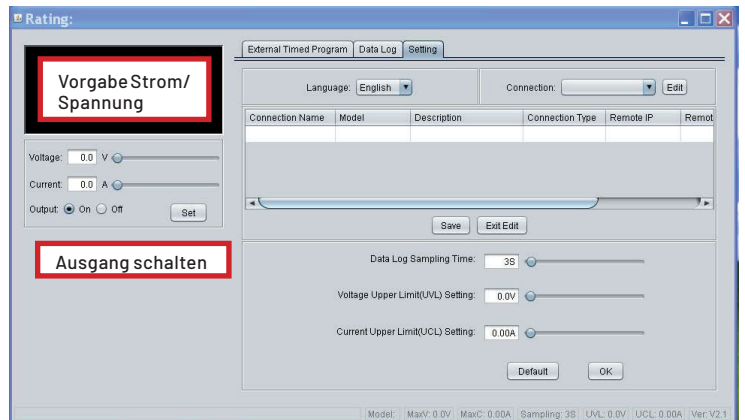 Rating:
Vorgabe Strom/
Spannung
Voltage: 0.0 V
Current: 0.0 A
Output: On Off Set
Ausgang schalten
External Timed Program Data Log Setting
Language: English Connection: Edit
Connection Name Model Description Connection Type Remote IP Remot
Save Exit Edit
Data Log Sampling Time: 3S
Voltage Upper Limit(UVL) Setting: 0.0V
Current Upper Limit(UCL) Setting: 0.00A
Default OK
Model: MaxV: 0.0V MaxC: 0.00A Sampling: 3S UVL: 0.0V UCL: 0.00A Ver: V2.1